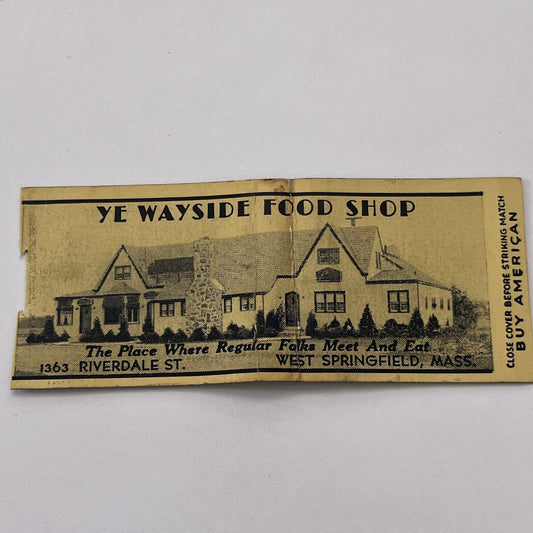 YE WAYSIDE FOOD SHOP
The Place Where Regular Folks Meet And Eat
1363 RIVERDALE ST. WEST SPRINGFIELD, MASS.
CLOSE COVER BEFORE STRIKING MATCH
BUY AMERICAN